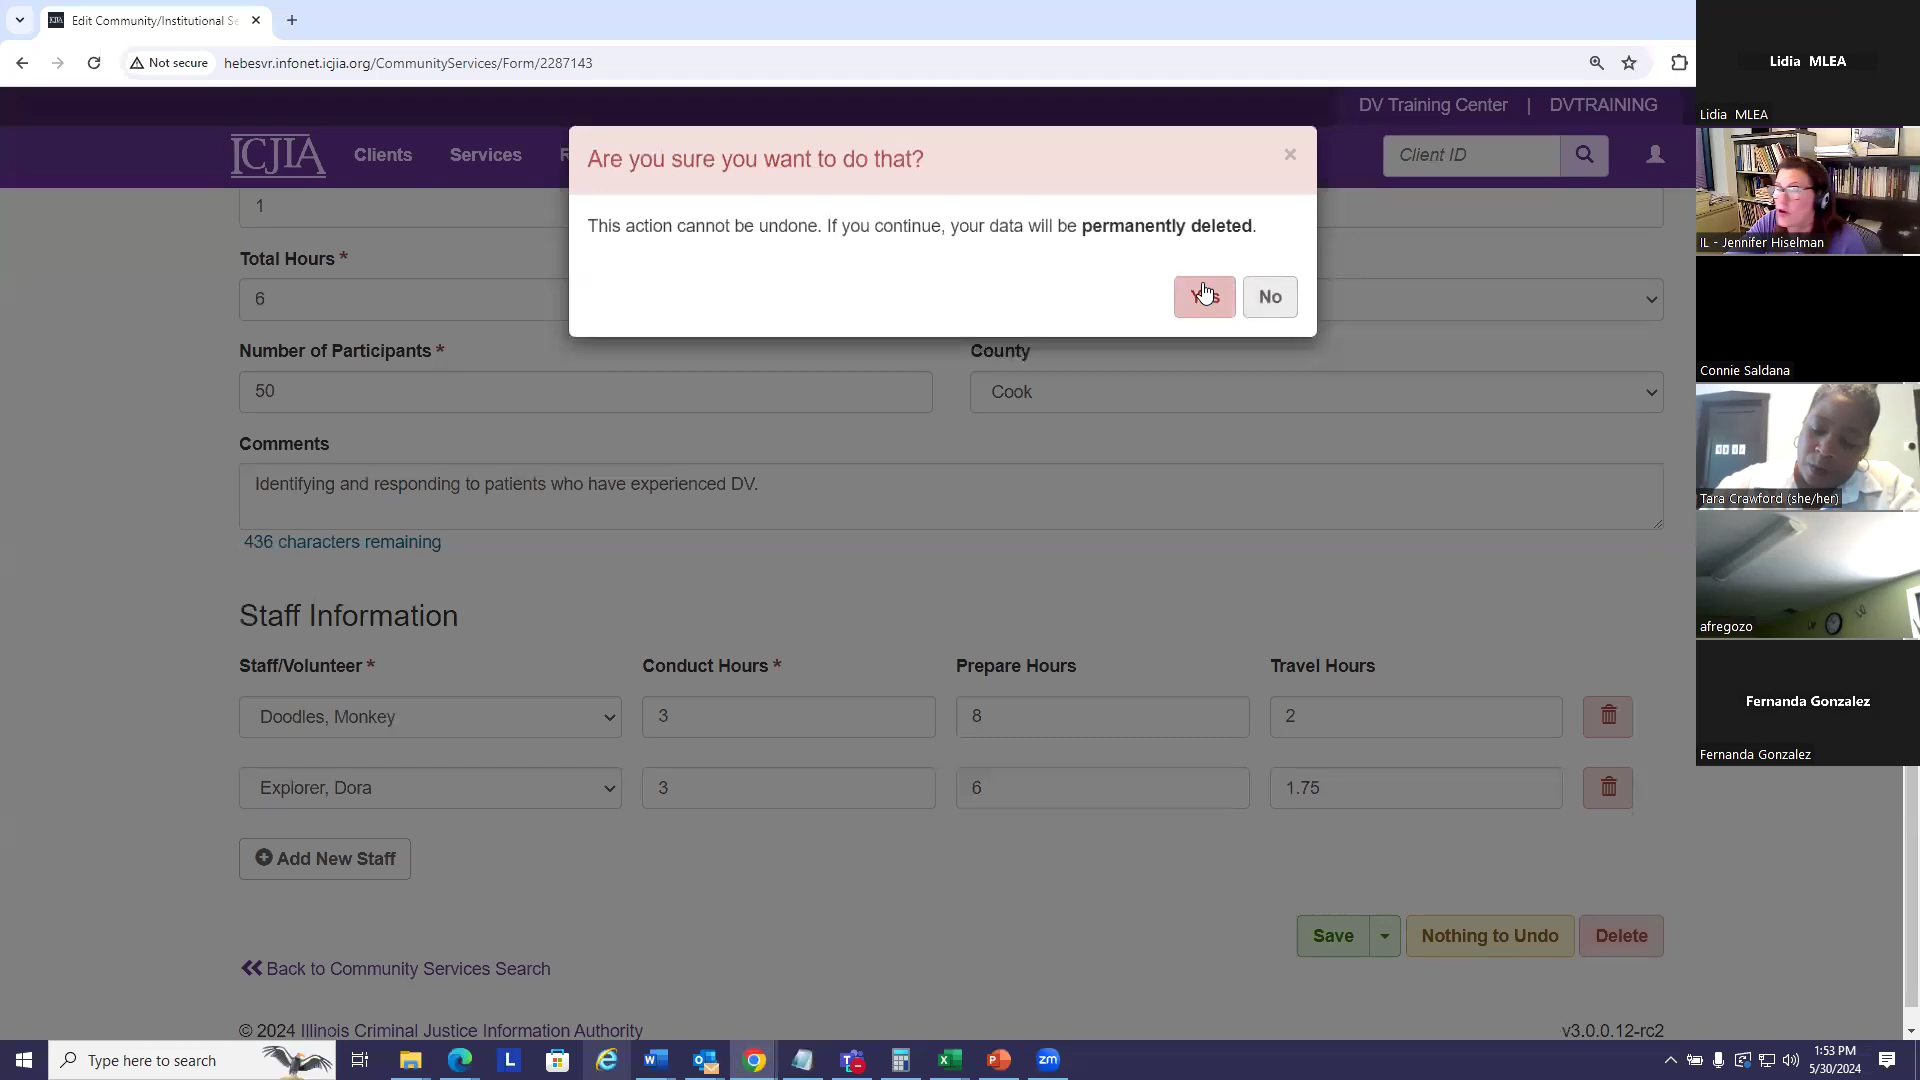 Edit Community/Institutional Se
Not secure
hebesvr.infonet.icjia.org/CommunityServices/Form/2287143
DV Training Center | DVTRAINING
ICJIA
Clients
Services
R
Client ID
Are you sure you want to do that?
×
This action cannot be undone. If you continue, your data will be permanently deleted.
Yes
No
1
Total Hours *
6
Number of Participants *
County
50
Cook
Comments
Identifying and responding to patients who have experienced DV.
436 characters remaining
Staff Information
Staff/Volunteer *
Conduct Hours *
Prepare Hours
Travel Hours
Doodles, Monkey
3
8
2
Explorer, Dora
3
6
1.75
Add New Staff
Save
Nothing to Undo
Delete
Back to Community Services Search
© 2024 Illinois Criminal Justice Information Authority
v3.0.0.12-rc2
Type here to search
1:53 PM
5/30/2024
Lidia MLEA
Lidia MLEA
IL - Jennifer Hiselman
Connie Saldana
Tara Crawford (she/her)
afregozo
Fernanda Gonzalez
Fernanda Gonzalez